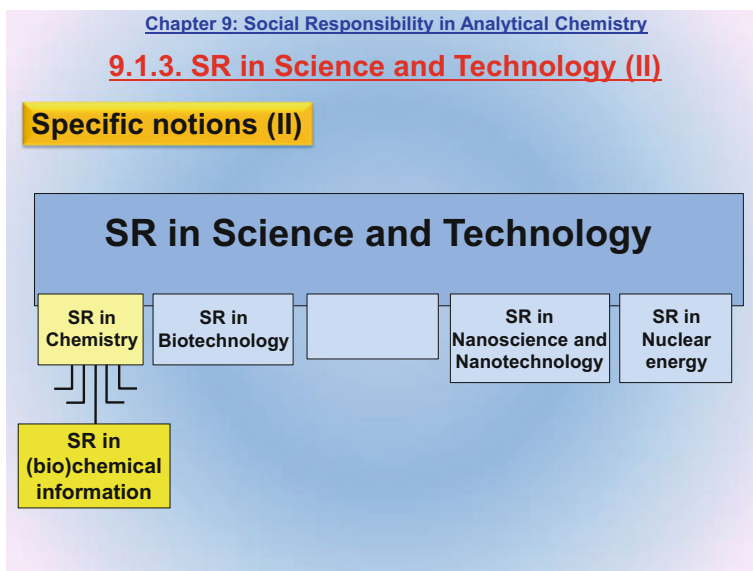 Chapter 9: Social Responsibility in Analytical Chemistry
9.1.3. SR in Science and Technology (II)
Specific notions (II)
SR in Science and Technology
SR in
Chemistry
SR in
Biotechnology
SR in
Nanoscience and
Nanotechnology
SR in
Nuclear
energy
SR in
(bio)chemical
information